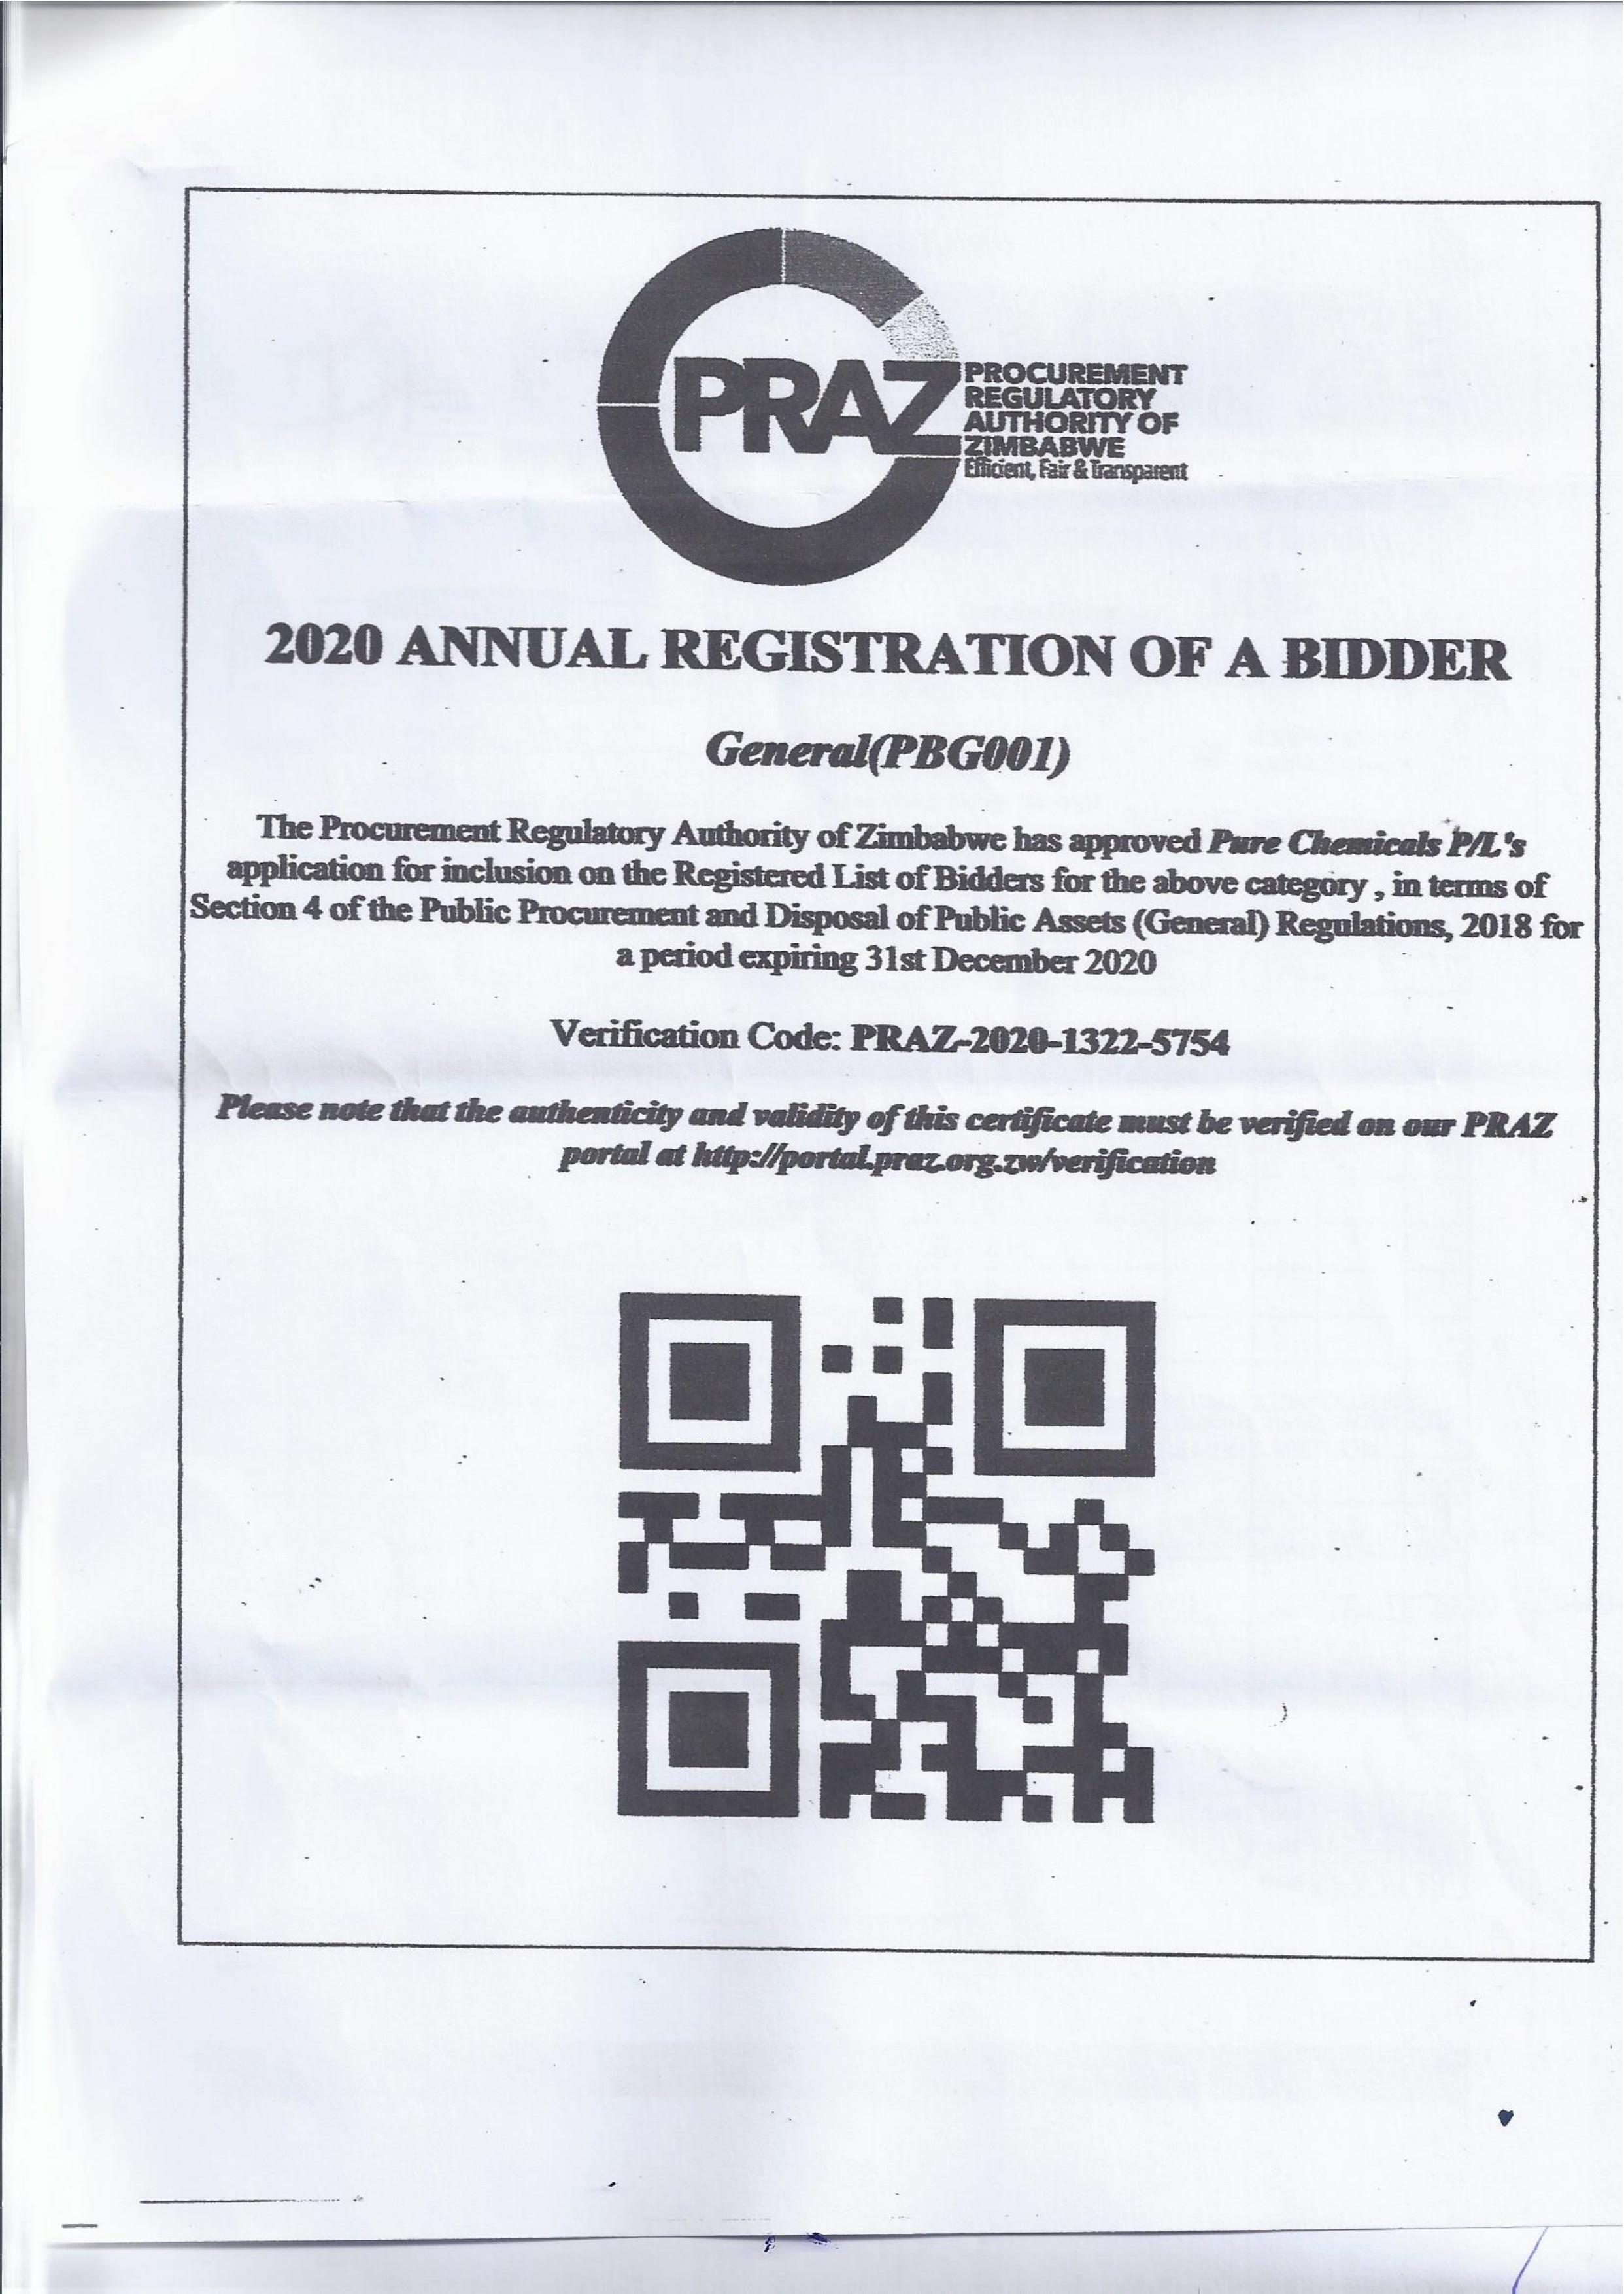 PRAZ
PROCUREMENT
REGULATORY
AUTHORITY OF
ZIMBABWE
Efficient, Fair & Transparent
2020 ANNUAL REGISTRATION OF A BIDDER
General(PBG001)
The Procurement Regulatory Authority of Zimbabwe has approved Pure Chemicals P/L's
application for inclusion on the Registered List of Bidders for the above category , in terms of
Section 4 of the Public Procurement and Disposal of Public Assets (General) Regulations, 2018 for
a period expiring 31st December 2020
Verification Code: PRAZ-2020-1322-5754
Please note that the authenticity and validity of this certificate must be verified on our PRAZ
portal at http://portal.praz.org.zw/verification